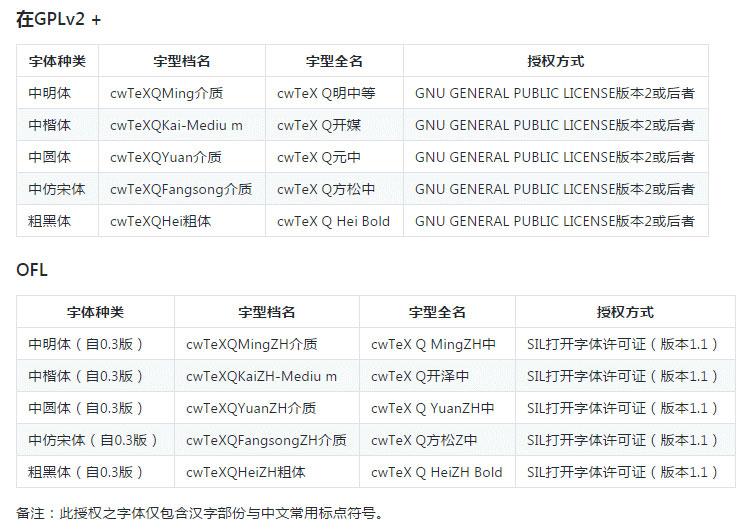 在GPLv2 +
字体种类 字型档名 字型全名 授权方式
中明体 cwTeXQMing介质 cwTeX Q明中等 GNU GENERAL PUBLIC LICENSE版本2或后者
中楷体 cwTeXQKai-Mediu m cwTeX Q开媒 GNU GENERAL PUBLIC LICENSE版本2或后者
中圆体 cwTeXQYuan介质 cwTeX Q元中 GNU GENERAL PUBLIC LICENSE版本2或后者
中仿宋体 cwTeXQFangsong介质 cwTeX Q方松中 GNU GENERAL PUBLIC LICENSE版本2或后者
粗黑体 cwTeXQHei粗体 cwTeX Q Hei Bold GNU GENERAL PUBLIC LICENSE版本2或后者
OFL
字体种类 字型档名 字型全名 授权方式
中明体（自0.3版） cwTeXQMingZH介质 cwTeX Q MingZH中 SIL打开字体许可证（版本1.1）
中楷体（自0.3版） cwTeXQKaiZH-Mediu m cwTeX Q开泽中 SIL打开字体许可证（版本1.1）
中圆体（自0.3版） cwTeXQYuanZH介质 cwTeX Q YuanZH中 SIL打开字体许可证（版本1.1）
中仿宋体（自0.3版） cwTeXQFangsongZH介质 cwTeX Q方松Z中 SIL打开字体许可证（版本1.1）
粗黑体（自0.3版） cwTeXQHeiZH粗体 cwTeX Q HeiZH Bold SIL打开字体许可证（版本1.1）
备注：此授权之字体仅包含汉字部份与中文常用标点符号。